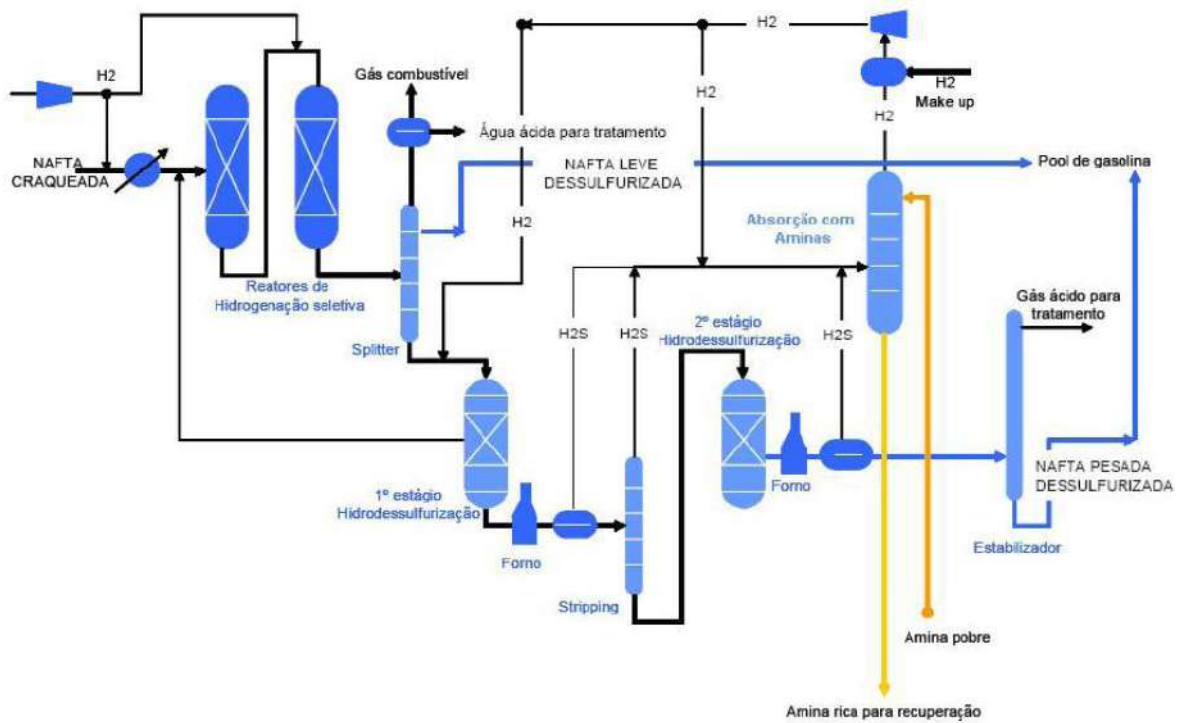 H2
H2
Make up
H2
Gás combustível
Água ácida para tratamento
NAFTA
CRAQUEADA
NAFTA LEVE
DESSULFURIZADA
Pool de gasolina
H2
H2
H2
Absorção com
Aminas
Reatores de
Hidrogenação seletiva
Splitter
H2S
H2S
2º estágio
Hidrodessulfurização
H2S
Gás ácido para
tratamento
1º estágio
Hidrodessulfurização
Forno
Stripping
Forno
NAFTA PESADA
DESSULFURIZADA
Estabilizador
Amina pobre
Amina rica para recuperação